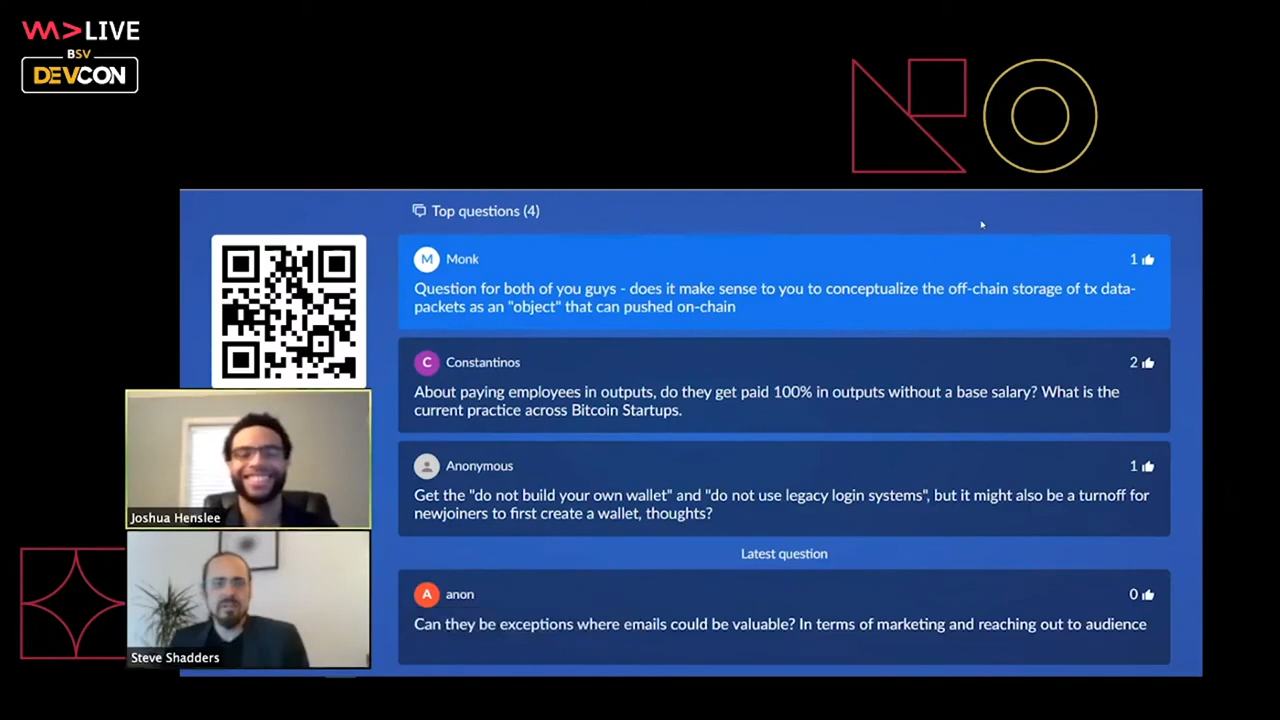 VA>LIVE
BSV
DEVCON
Top questions (4)
M Monk 1
Question for both of you guys - does it make sense to you to conceptualize the off-chain storage of tx data-
packets as an "object" that can pushed on-chain
C Constantinos 2
About paying employees in outputs, do they get paid 100% in outputs without a base salary? What is the
current practice across Bitcoin Startups.
Anonymous 1
Get the "do not build your own wallet" and "do not use legacy login systems", but it might also be a turnoff for
newjoiners to first create a wallet, thoughts?
Latest question
A anon 0
Can they be exceptions where emails could be valuable? In terms of marketing and reaching out to audience
Joshua Henslee
Steve Shadders